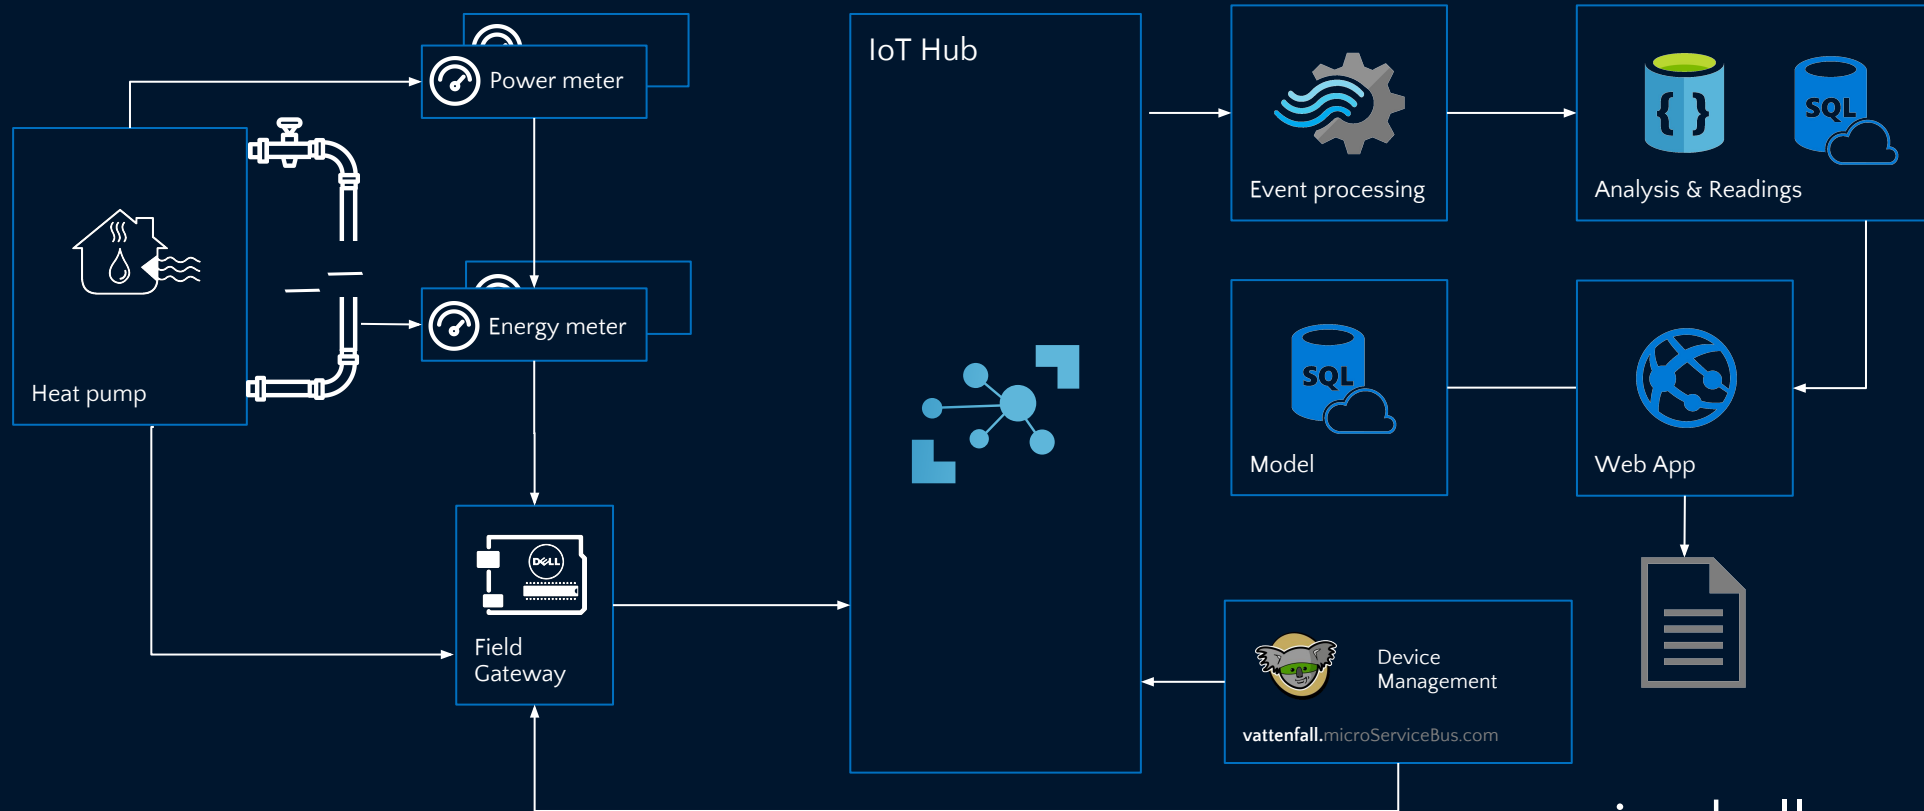 IoT Hub
Power meter
Event processing
SQL
Analysis & Readings
Energy meter
Heat pump
SQL
Model
Web App
DELL
Field
Gateway
Device
Management
vattenfall.microServiceBus.com